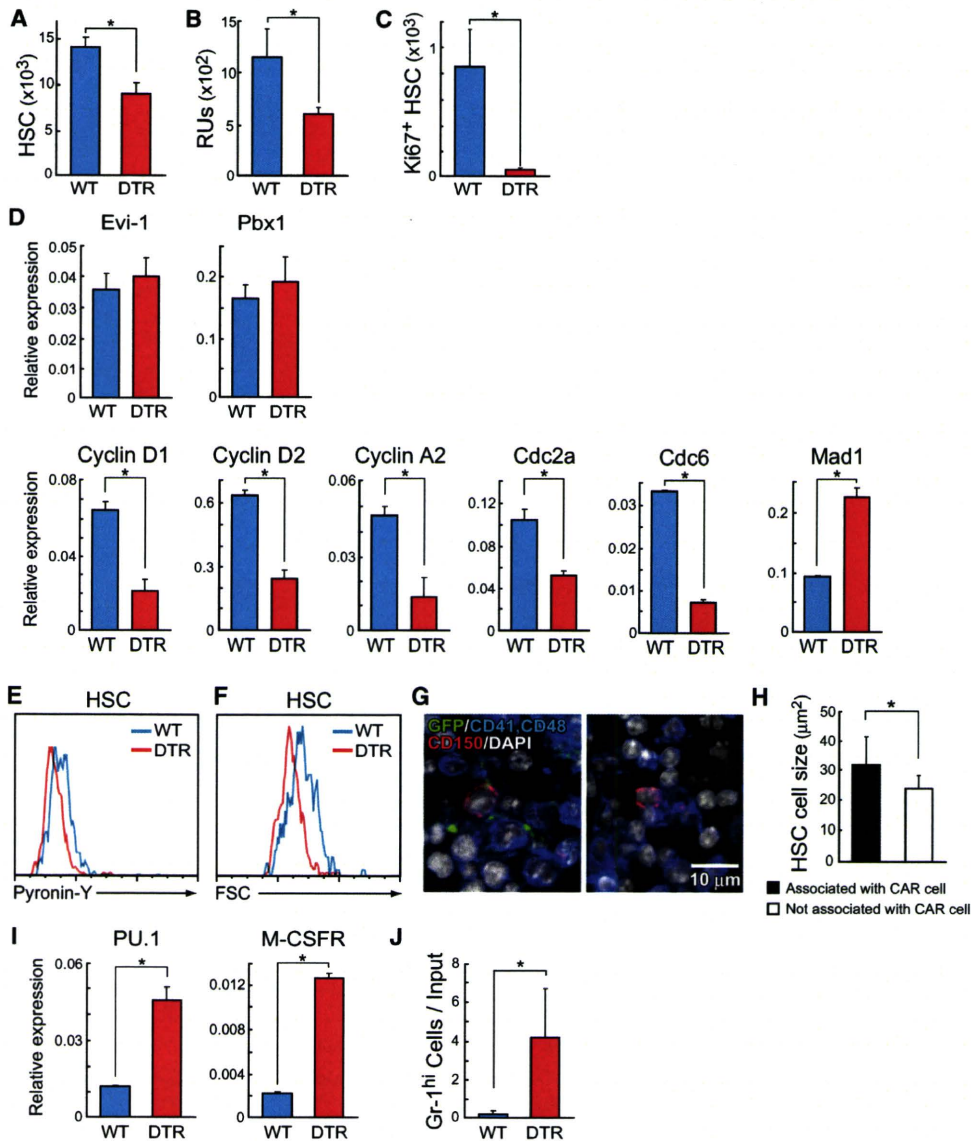 A
HSC (x10³)
15
10
5
0
WT DTR
*
B
RUs (x10²)
15
10
5
0
WT DTR
*
C
Ki67⁺ HSC (x10³)
1
0
WT DTR
*
D
Evi-1
Relative expression
0.05
0.04
0.03
0.02
0.01
0
WT DTR
Pbx1
0.2
0.1
0
WT DTR
Cyclin D1
Relative expression
0.08
0.04
0
WT DTR
*
Cyclin D2
0.6
0.3
0
WT DTR
*
Cyclin A2
0.06
0.03
0
WT DTR
*
Cdc2a
0.12
0.08
0.04
0
WT DTR
*
Cdc6
0.03
0.02
0.01
0
WT DTR
*
Mad1
0.2
0.1
0
WT DTR
*
E
HSC
WT
DTR
Pyronin-Y
F
HSC
WT
DTR
FSC
G
GFP/CD41,CD48
CD150/DAPI
10 μm
H
HSC cell size (μm²)
50
40
30
20
10
0
*
Associated with CAR cell
Not associated with CAR cell
I
PU.1
Relative expression
0.06
0.03
0
WT DTR
*
M-CSFR
0.012
0.008
0.004
0
WT DTR
*
J
Gr-1ʰⁱ Cells / Input
8
6
4
2
0
WT DTR
*